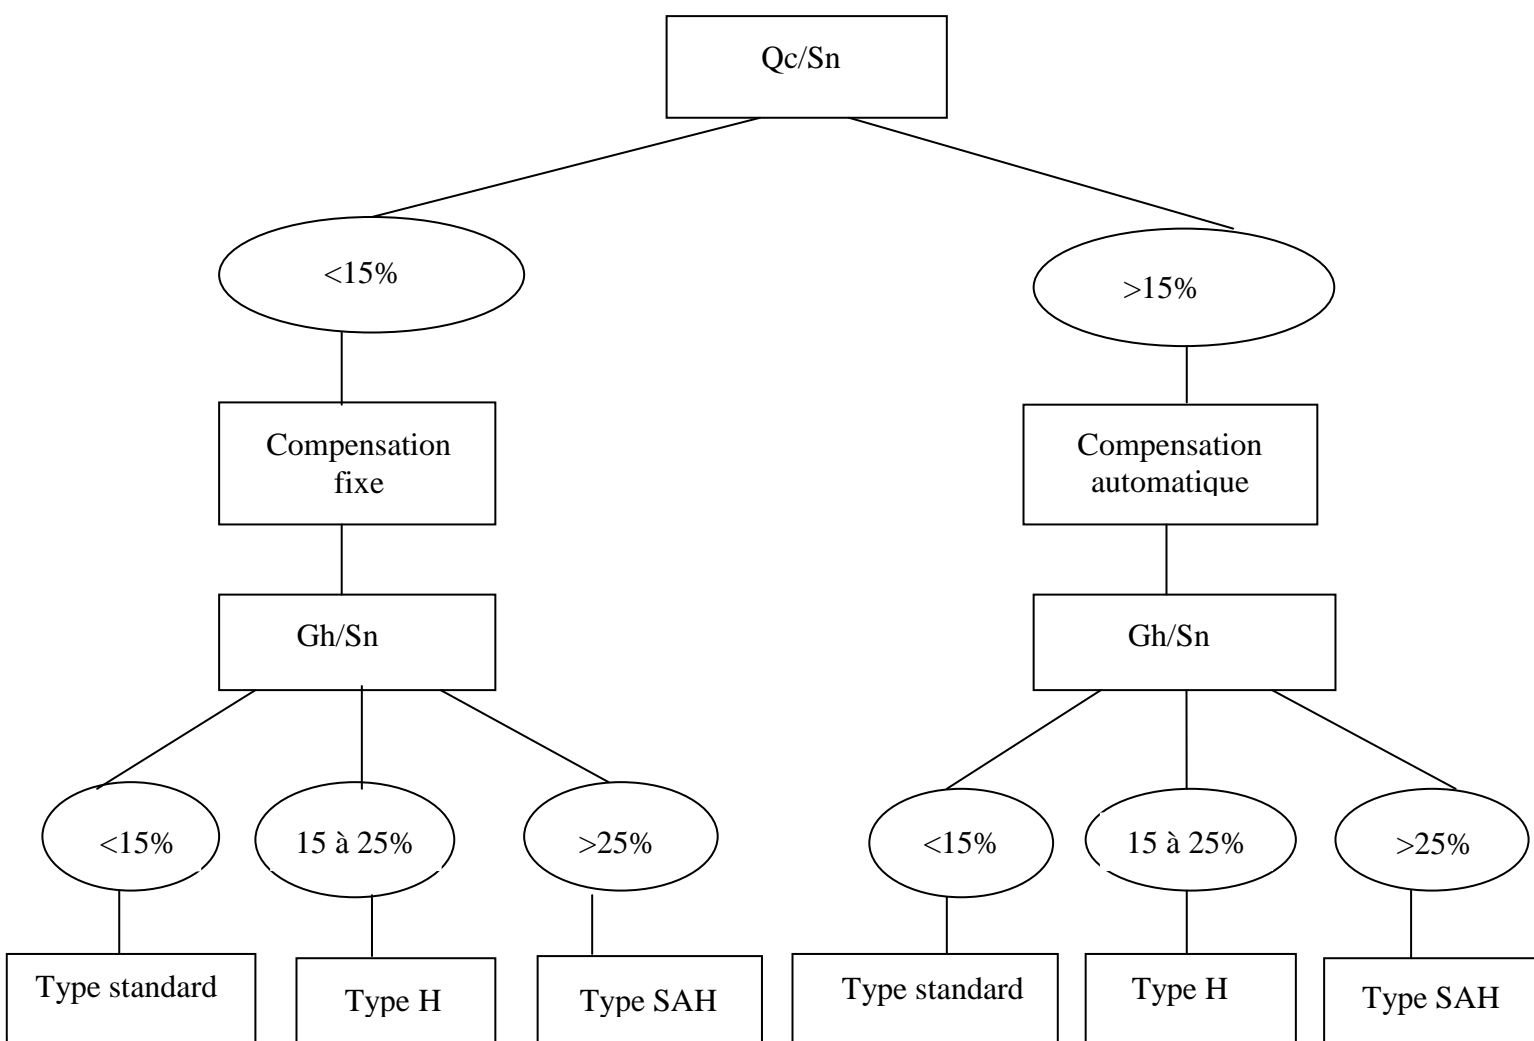 Qc/Sn
<15%
>15%
Compensation
fixe
Compensation
automatique
Gh/Sn
Gh/Sn
<15%
15 à 25%
>25%
<15%
15 à 25%
>25%
Type standard
Type H
Type SAH
Type standard
Type H
Type SAH